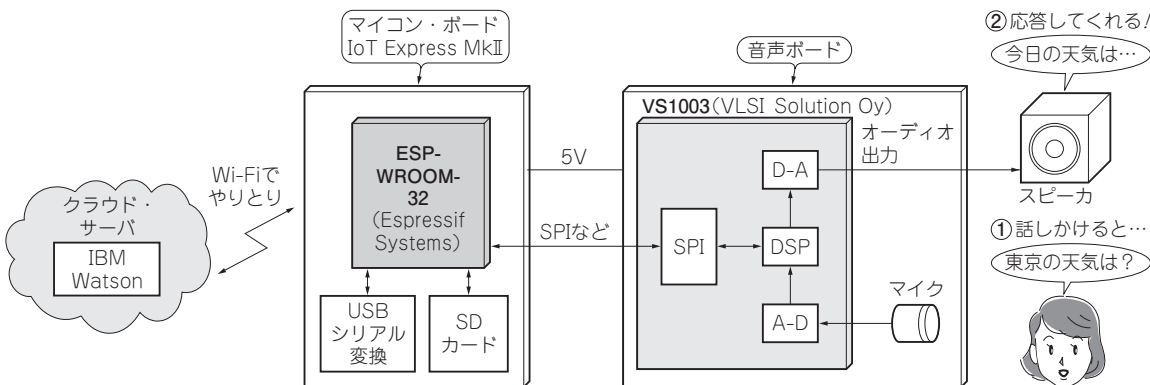 マイコン・ボード
IoT Express MkⅡ
音声ボード
②応答してくれる!
今日の天気は…
VS1003(VLSI Solution Oy)
オーディオ
出力
ESP-
WROOM-
32
(Espressif
Systems)
5V
D-A
スピーカ
Wi-Fiで
やりとり
クラウド・
サーバ
IBM
Watson
SPIなど
SPI
DSP
①話しかけると…
東京の天気は?
USB
シリアル
変換
SD
カード
A-D
マイク